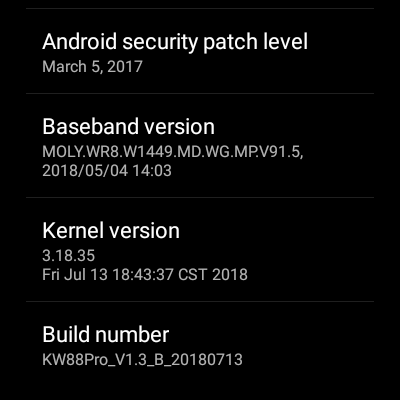 Android security patch level
March 5, 2017
Baseband version
MOLY.WR8.W1449.MD.WG.MP.V91.5,
2018/05/04 14:03
Kernel version
3.18.35
Fri Jul 13 18:43:37 CST 2018
Build number
KW88Pro_V1.3_B_20180713